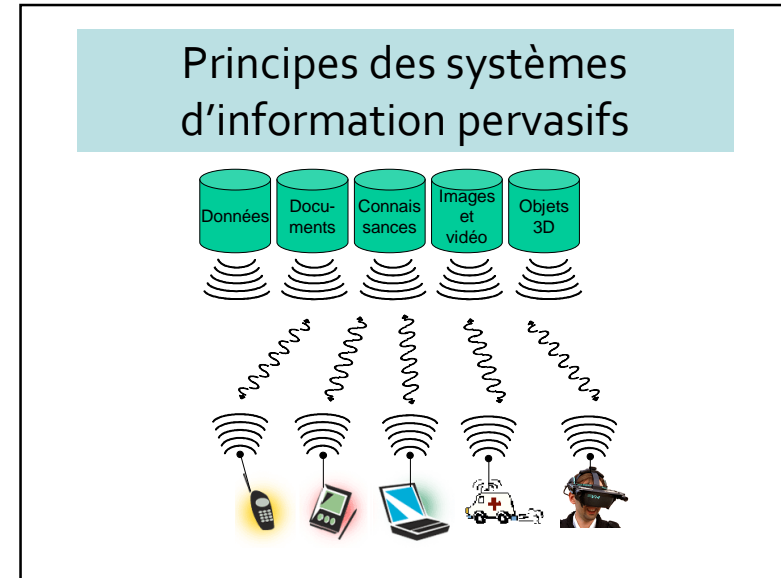 Principes des systèmes
d'information pervasifs
Données
Docu-
ments
Connais
sances
Images
et
vidéo
Objets
3D